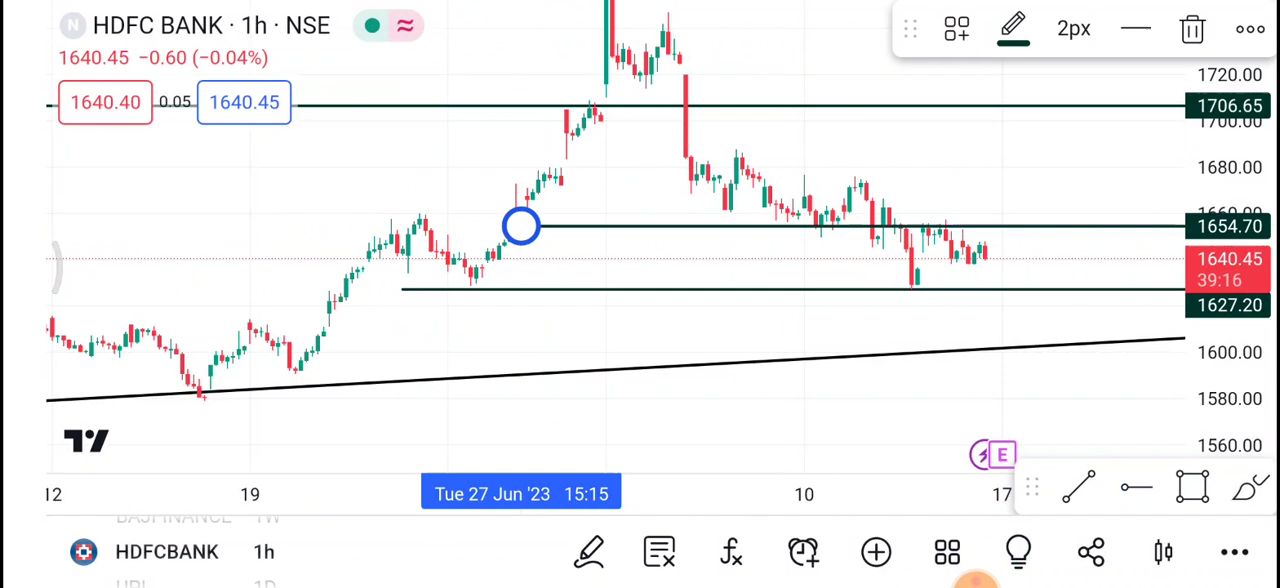 N HDFC BANK · 1h · NSE
2px
1640.45 −0.60 (−0.04%)
1640.40 0.05 1640.45
1720.00
1706.65
1700.00
1680.00
1660.00
1654.70
1640.45
39:16
1627.20
1600.00
1580.00
1560.00
E
12 19 Tue 27 Jun '23 15:15 10 17
BAJFINANCE 1W
HDFCBANK 1h